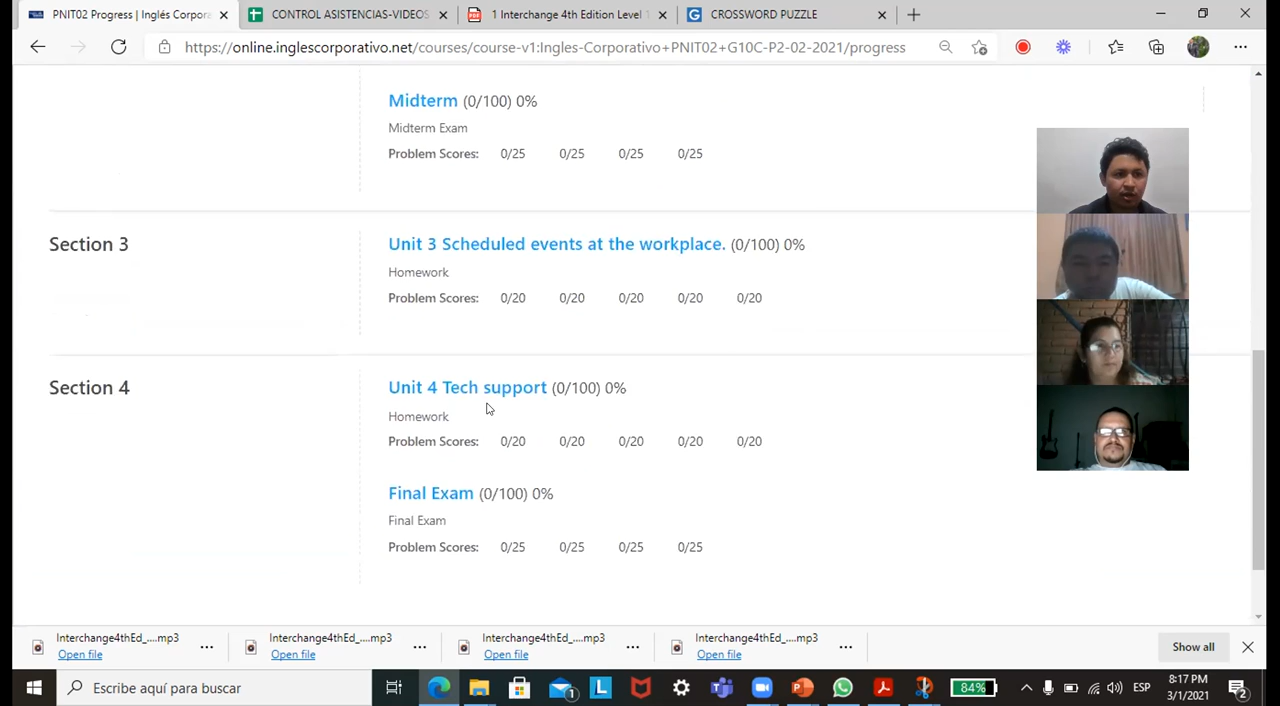 PNIT02 Progress | Inglés Corpora
CONTROL ASISTENCIAS-VIDEOS
1 Interchange 4th Edition Level 1
CROSSWORD PUZZLE
https://online.inglescorporativo.net/courses/course-v1:Ingles-Corporativo+PNIT02+G10C-P2-02-2021/progress
Midterm (0/100) 0%
Midterm Exam
Problem Scores: 0/25 0/25 0/25 0/25
Section 3
Unit 3 Scheduled events at the workplace. (0/100) 0%
Homework
Problem Scores: 0/20 0/20 0/20 0/20 0/20
Section 4
Unit 4 Tech support (0/100) 0%
Homework
Problem Scores: 0/20 0/20 0/20 0/20 0/20
Final Exam (0/100) 0%
Final Exam
Problem Scores: 0/25 0/25 0/25 0/25
Interchange4thEd_....mp3 Interchange4thEd_....mp3 Interchange4thEd_....mp3 Interchange4thEd_....mp3
Open file Open file Open file Open file
Show all
Escribe aquí para buscar
1
84%
ESP
8:17 PM
3/1/2021
2